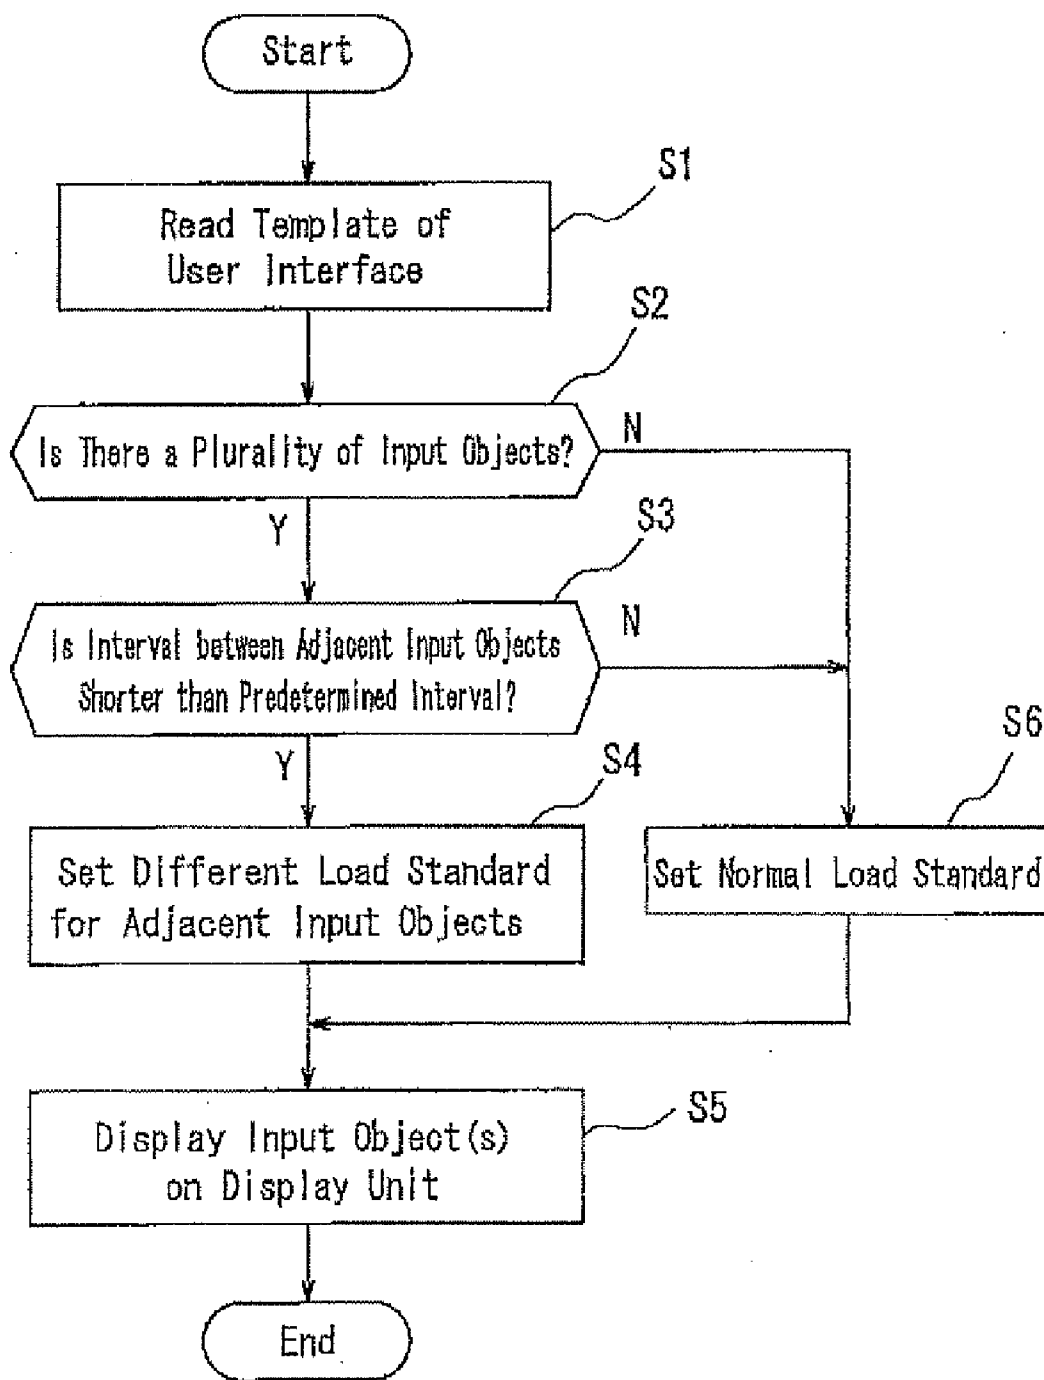 Start
S1
Read Template of
User Interface
S2
Is There a Plurality of Input Objects?
N
Y
S3
Is Interval between Adjacent Input Objects
Shorter than Predetermined Interval?
N
Y
S4
Set Different Load Standard
for Adjacent Input Objects
S6
Set Normal Load Standard
S5
Display Input Object(s)
on Display Unit
End